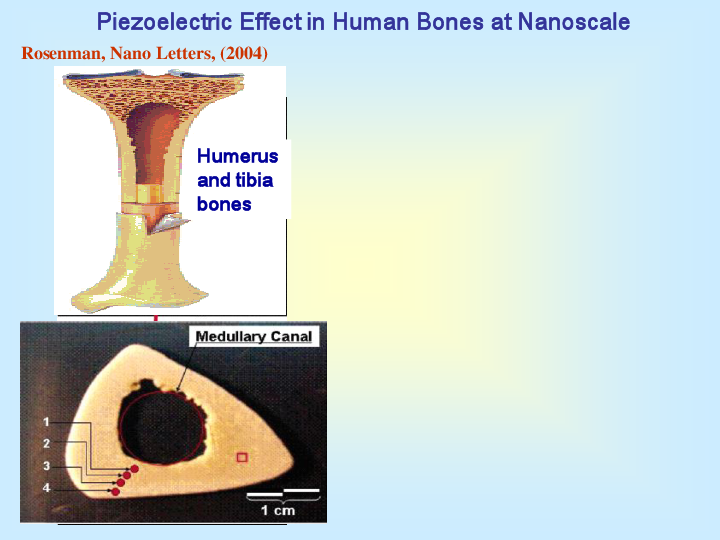 Piezoelectric Effect in Human Bones at Nanoscale
Rosenman, Nano Letters, (2004)
Humerus
and tibia
bones
Medullary Canal
1
2
3
4
1 cm